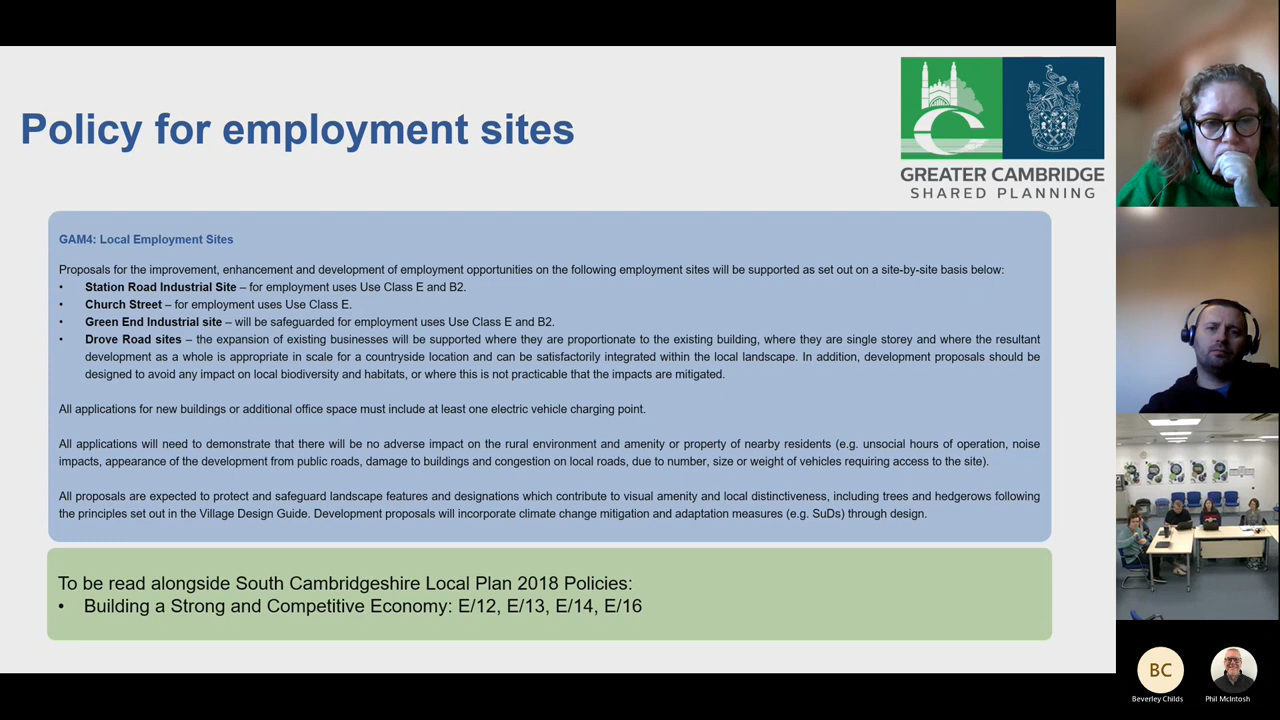 Policy for employment sites
GREATER CAMBRIDGE
SHARED PLANNING
GAM4: Local Employment Sites
Proposals for the improvement, enhancement and development of employment opportunities on the following employment sites will be supported as set out on a site-by-site basis below:
• Station Road Industrial Site – for employment uses Use Class E and B2.
• Church Street – for employment uses Use Class E.
• Green End Industrial site – will be safeguarded for employment uses Use Class E and B2.
• Drove Road sites – the expansion of existing businesses will be supported where they are proportionate to the existing building, where they are single storey and where the resultant
development as a whole is appropriate in scale for a countryside location and can be satisfactorily integrated within the local landscape. In addition, development proposals should be
designed to avoid any impact on local biodiversity and habitats, or where this is not practicable that the impacts are mitigated.
All applications for new buildings or additional office space must include at least one electric vehicle charging point.
All applications will need to demonstrate that there will be no adverse impact on the rural environment and amenity or property of nearby residents (e.g. unsocial hours of operation, noise
impacts, appearance of the development from public roads, damage to buildings and congestion on local roads, due to number, size or weight of vehicles requiring access to the site).
All proposals are expected to protect and safeguard landscape features and designations which contribute to visual amenity and local distinctiveness, including trees and hedgerows following
the principles set out in the Village Design Guide. Development proposals will incorporate climate change mitigation and adaptation measures (e.g. SuDs) through design.
To be read alongside South Cambridgeshire Local Plan 2018 Policies:
• Building a Strong and Competitive Economy: E/12, E/13, E/14, E/16
BC
Beverley Childs
Phil McIntosh